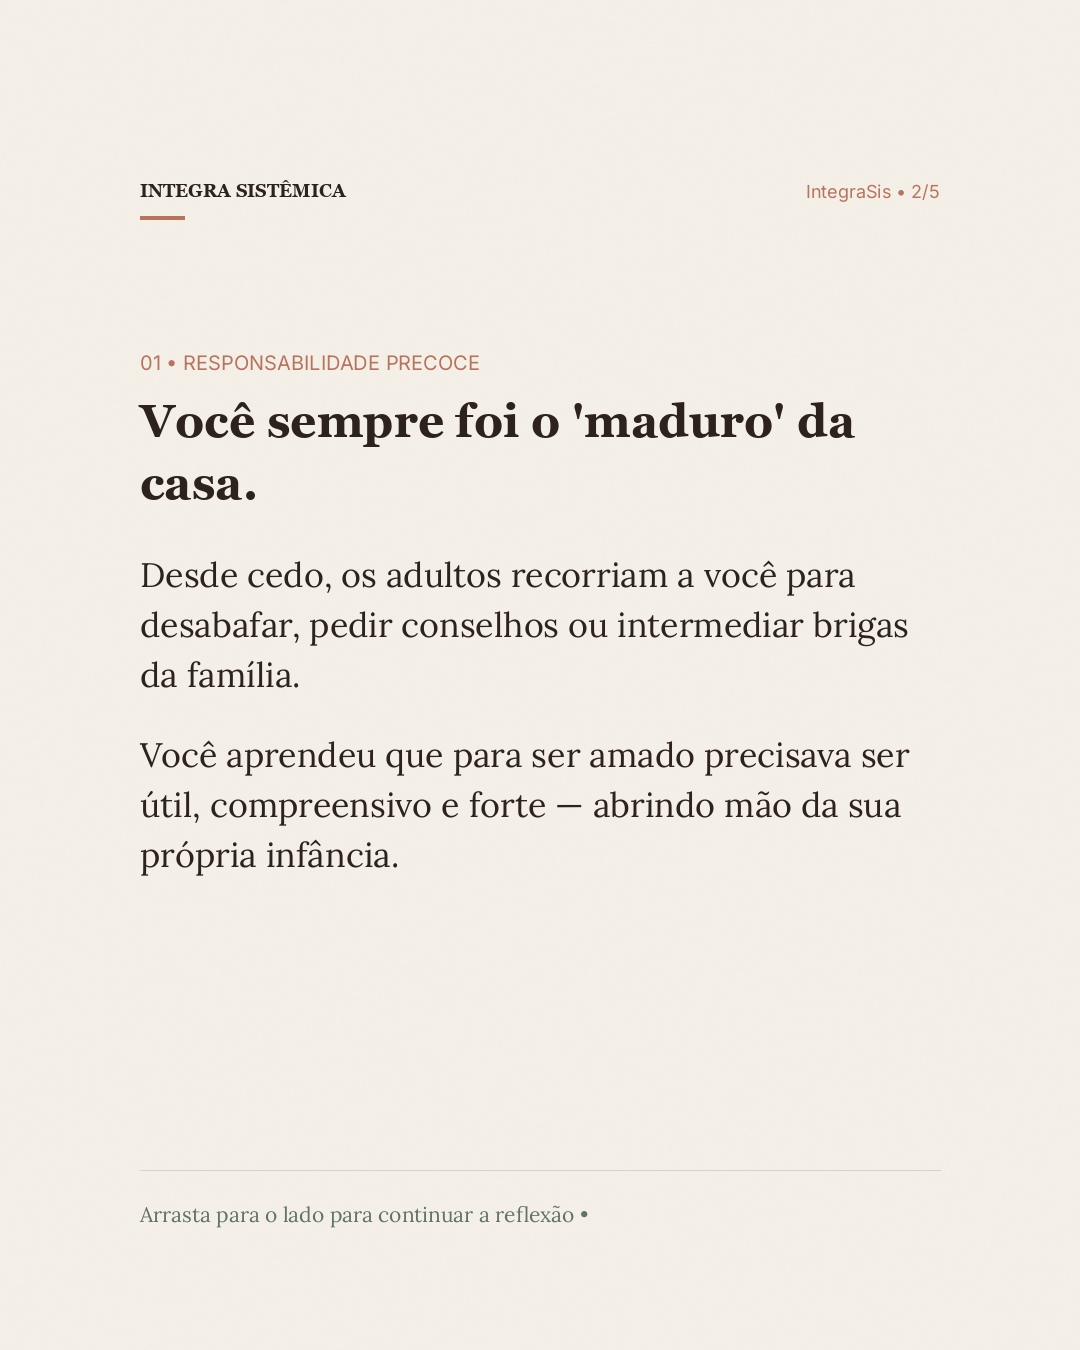 INTEGRA SISTÊMICA
IntegraSis • 2/5
01 • RESPONSABILIDADE PRECOCE
Você sempre foi o 'maduro' da
casa.
Desde cedo, os adultos recorriam a você para
desabafar, pedir conselhos ou intermediar brigas
da família.
Você aprendeu que para ser amado precisava ser
útil, compreensivo e forte — abrindo mão da sua
própria infância.
Arrasta para o lado para continuar a reflexão •